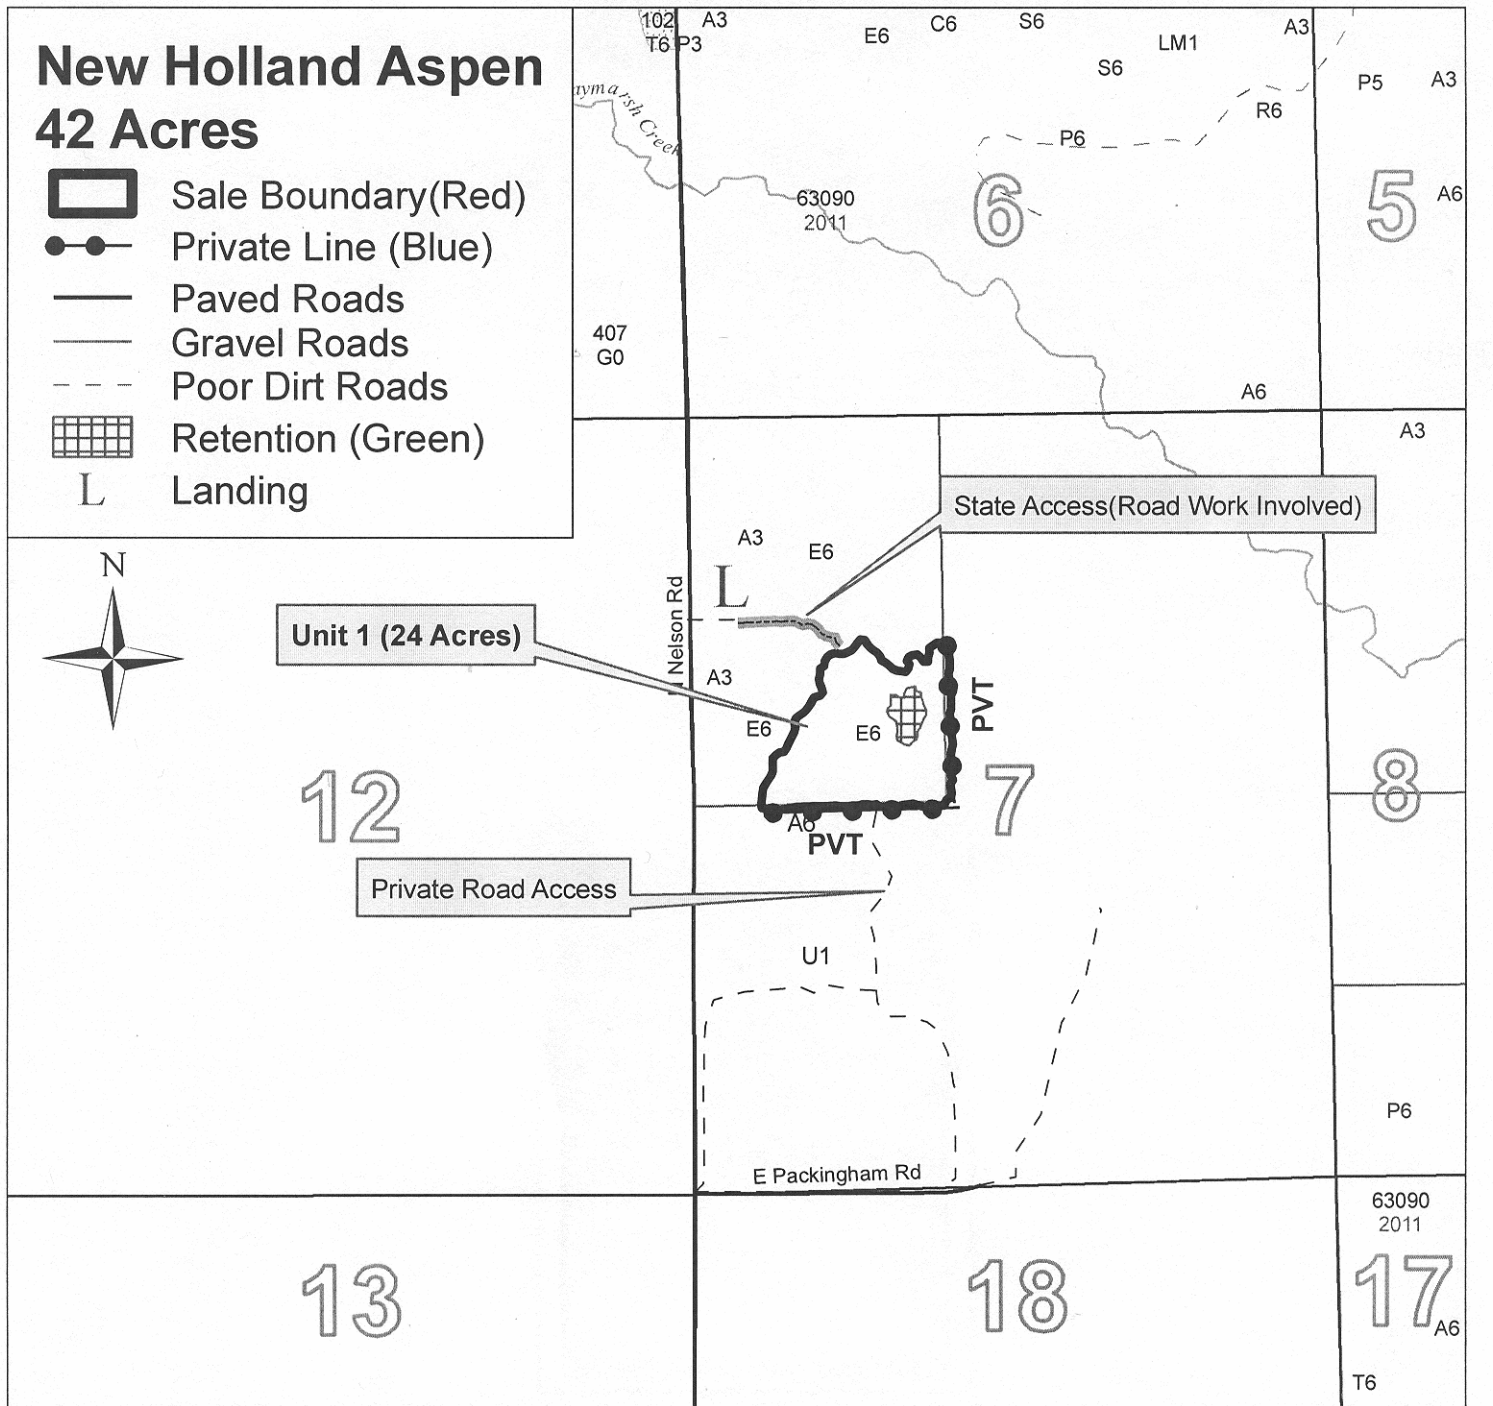 New Holland Aspen
42 Acres
Sale Boundary(Red)
Private Line (Blue)
Paved Roads
Gravel Roads
Poor Dirt Roads
Retention (Green)
L Landing
N
102 A3
T6 P3
E6
C6
S6
LM1
A3
S6
P5
A3
R6
P6
aymarsh Creek
6
5
A6
63090
2011
407
G0
A6
A3
State Access(Road Work Involved)
A3
E6
L
N Nelson Rd
Unit 1 (24 Acres)
A3
E6
E6
PVT
12
7
8
A6
PVT
Private Road Access
U1
P6
E Packingham Rd
63090
2011
13
18
17
A6
T6